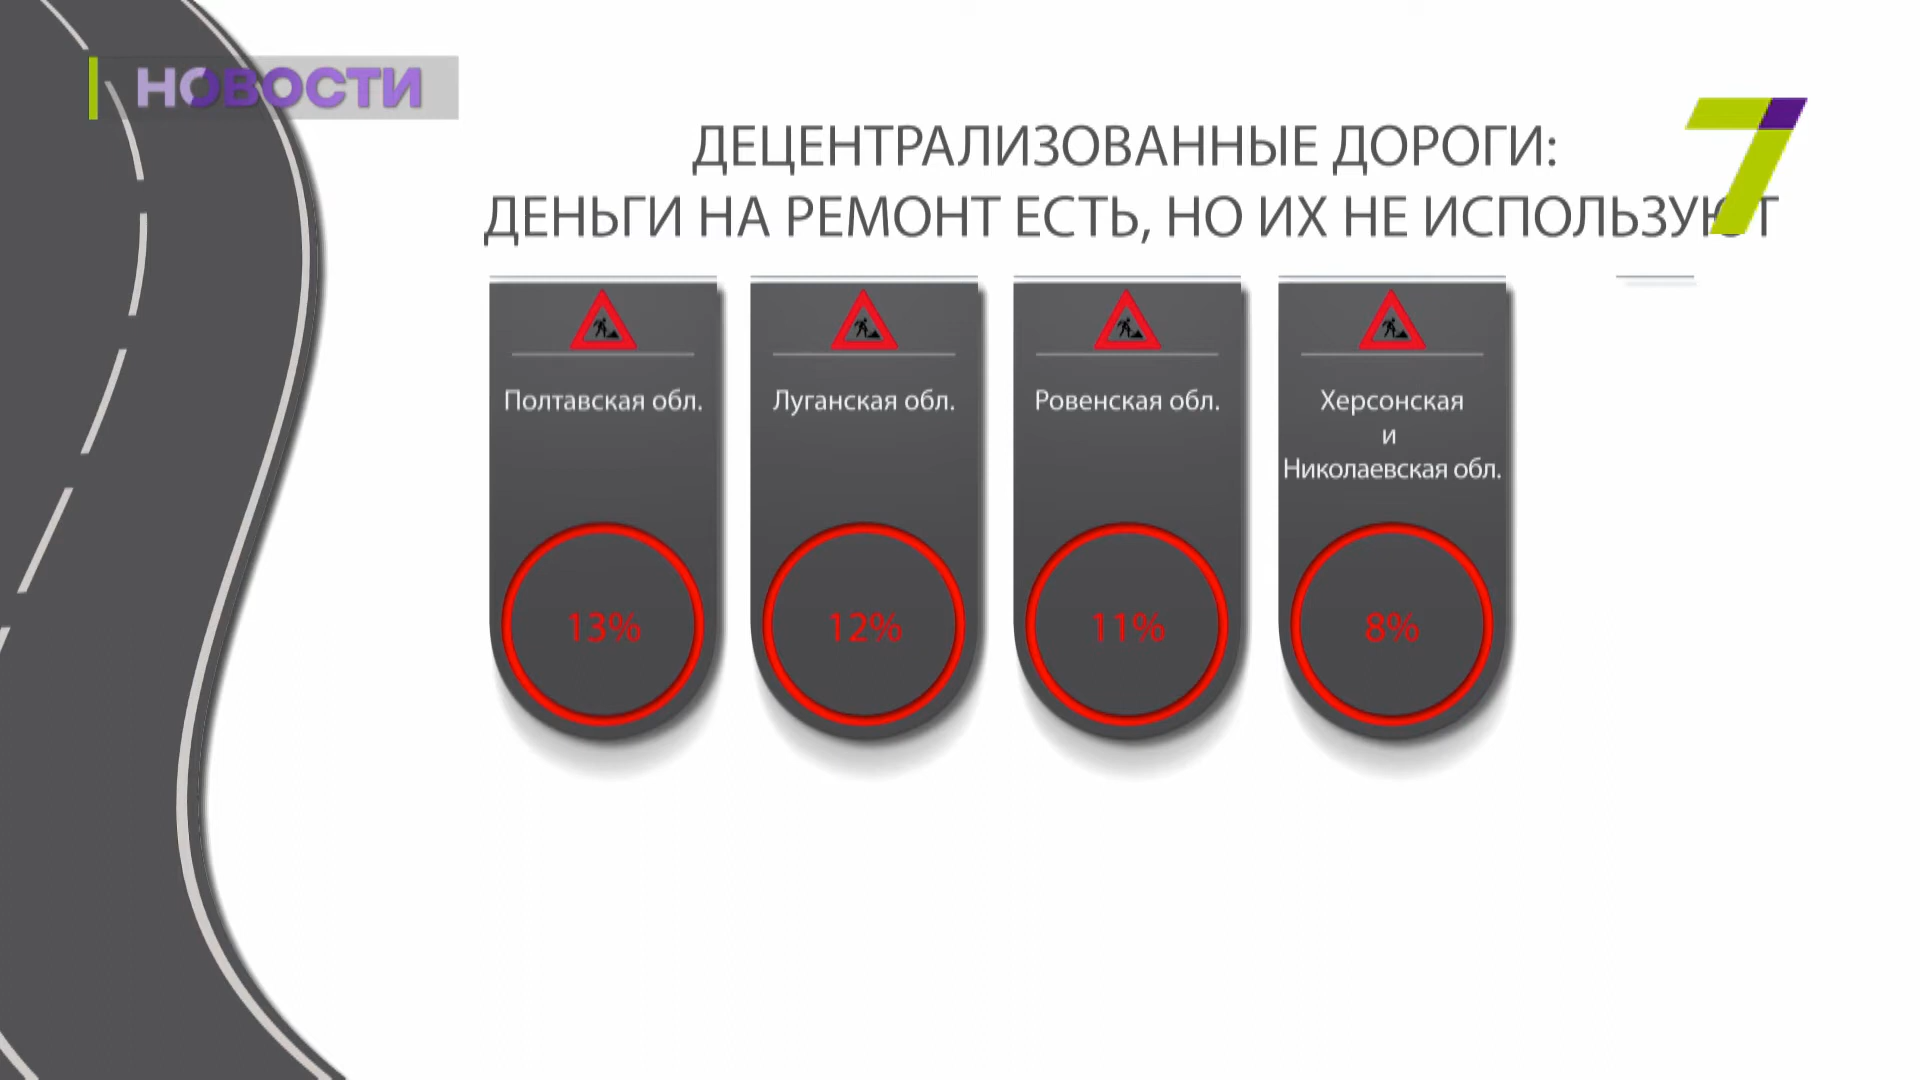 НОВОСТИ
7
ДЕЦЕНТРАЛИЗОВАННЫЕ ДОРОГИ:
ДЕНЬГИ НА РЕМОНТ ЕСТЬ, НО ИХ НЕ ИСПОЛЬЗУЮТ
Полтавская обл.
13%
Луганская обл.
12%
Ровенская обл.
11%
Херсонская
и
Николаевская обл.
8%